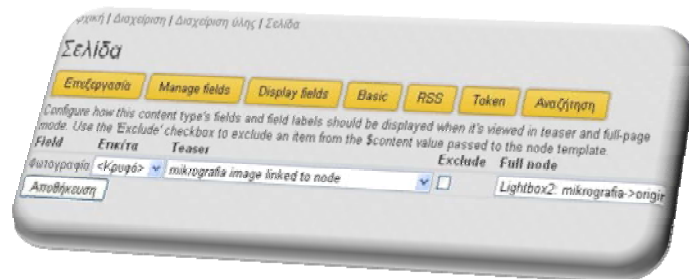 Αρχική | Διαχείριση | Διαχείριση ύλης | Σελίδα
Σελίδα
Επεξεργασία Manage fields Display fields Basic RSS Token Αναζήτηση
Configure how this content type's fields and field labels should be displayed when it's viewed in teaser and full-page
mode. Use the 'Exclude' checkbox to exclude an item from the $content value passed to the node template.
Field Ετικέτα Teaser Exclude Full node
Φωτογραφία <Κρυφό> mikrografia image linked to node Lightbox2: mikrografia->origin
Αποθήκευση